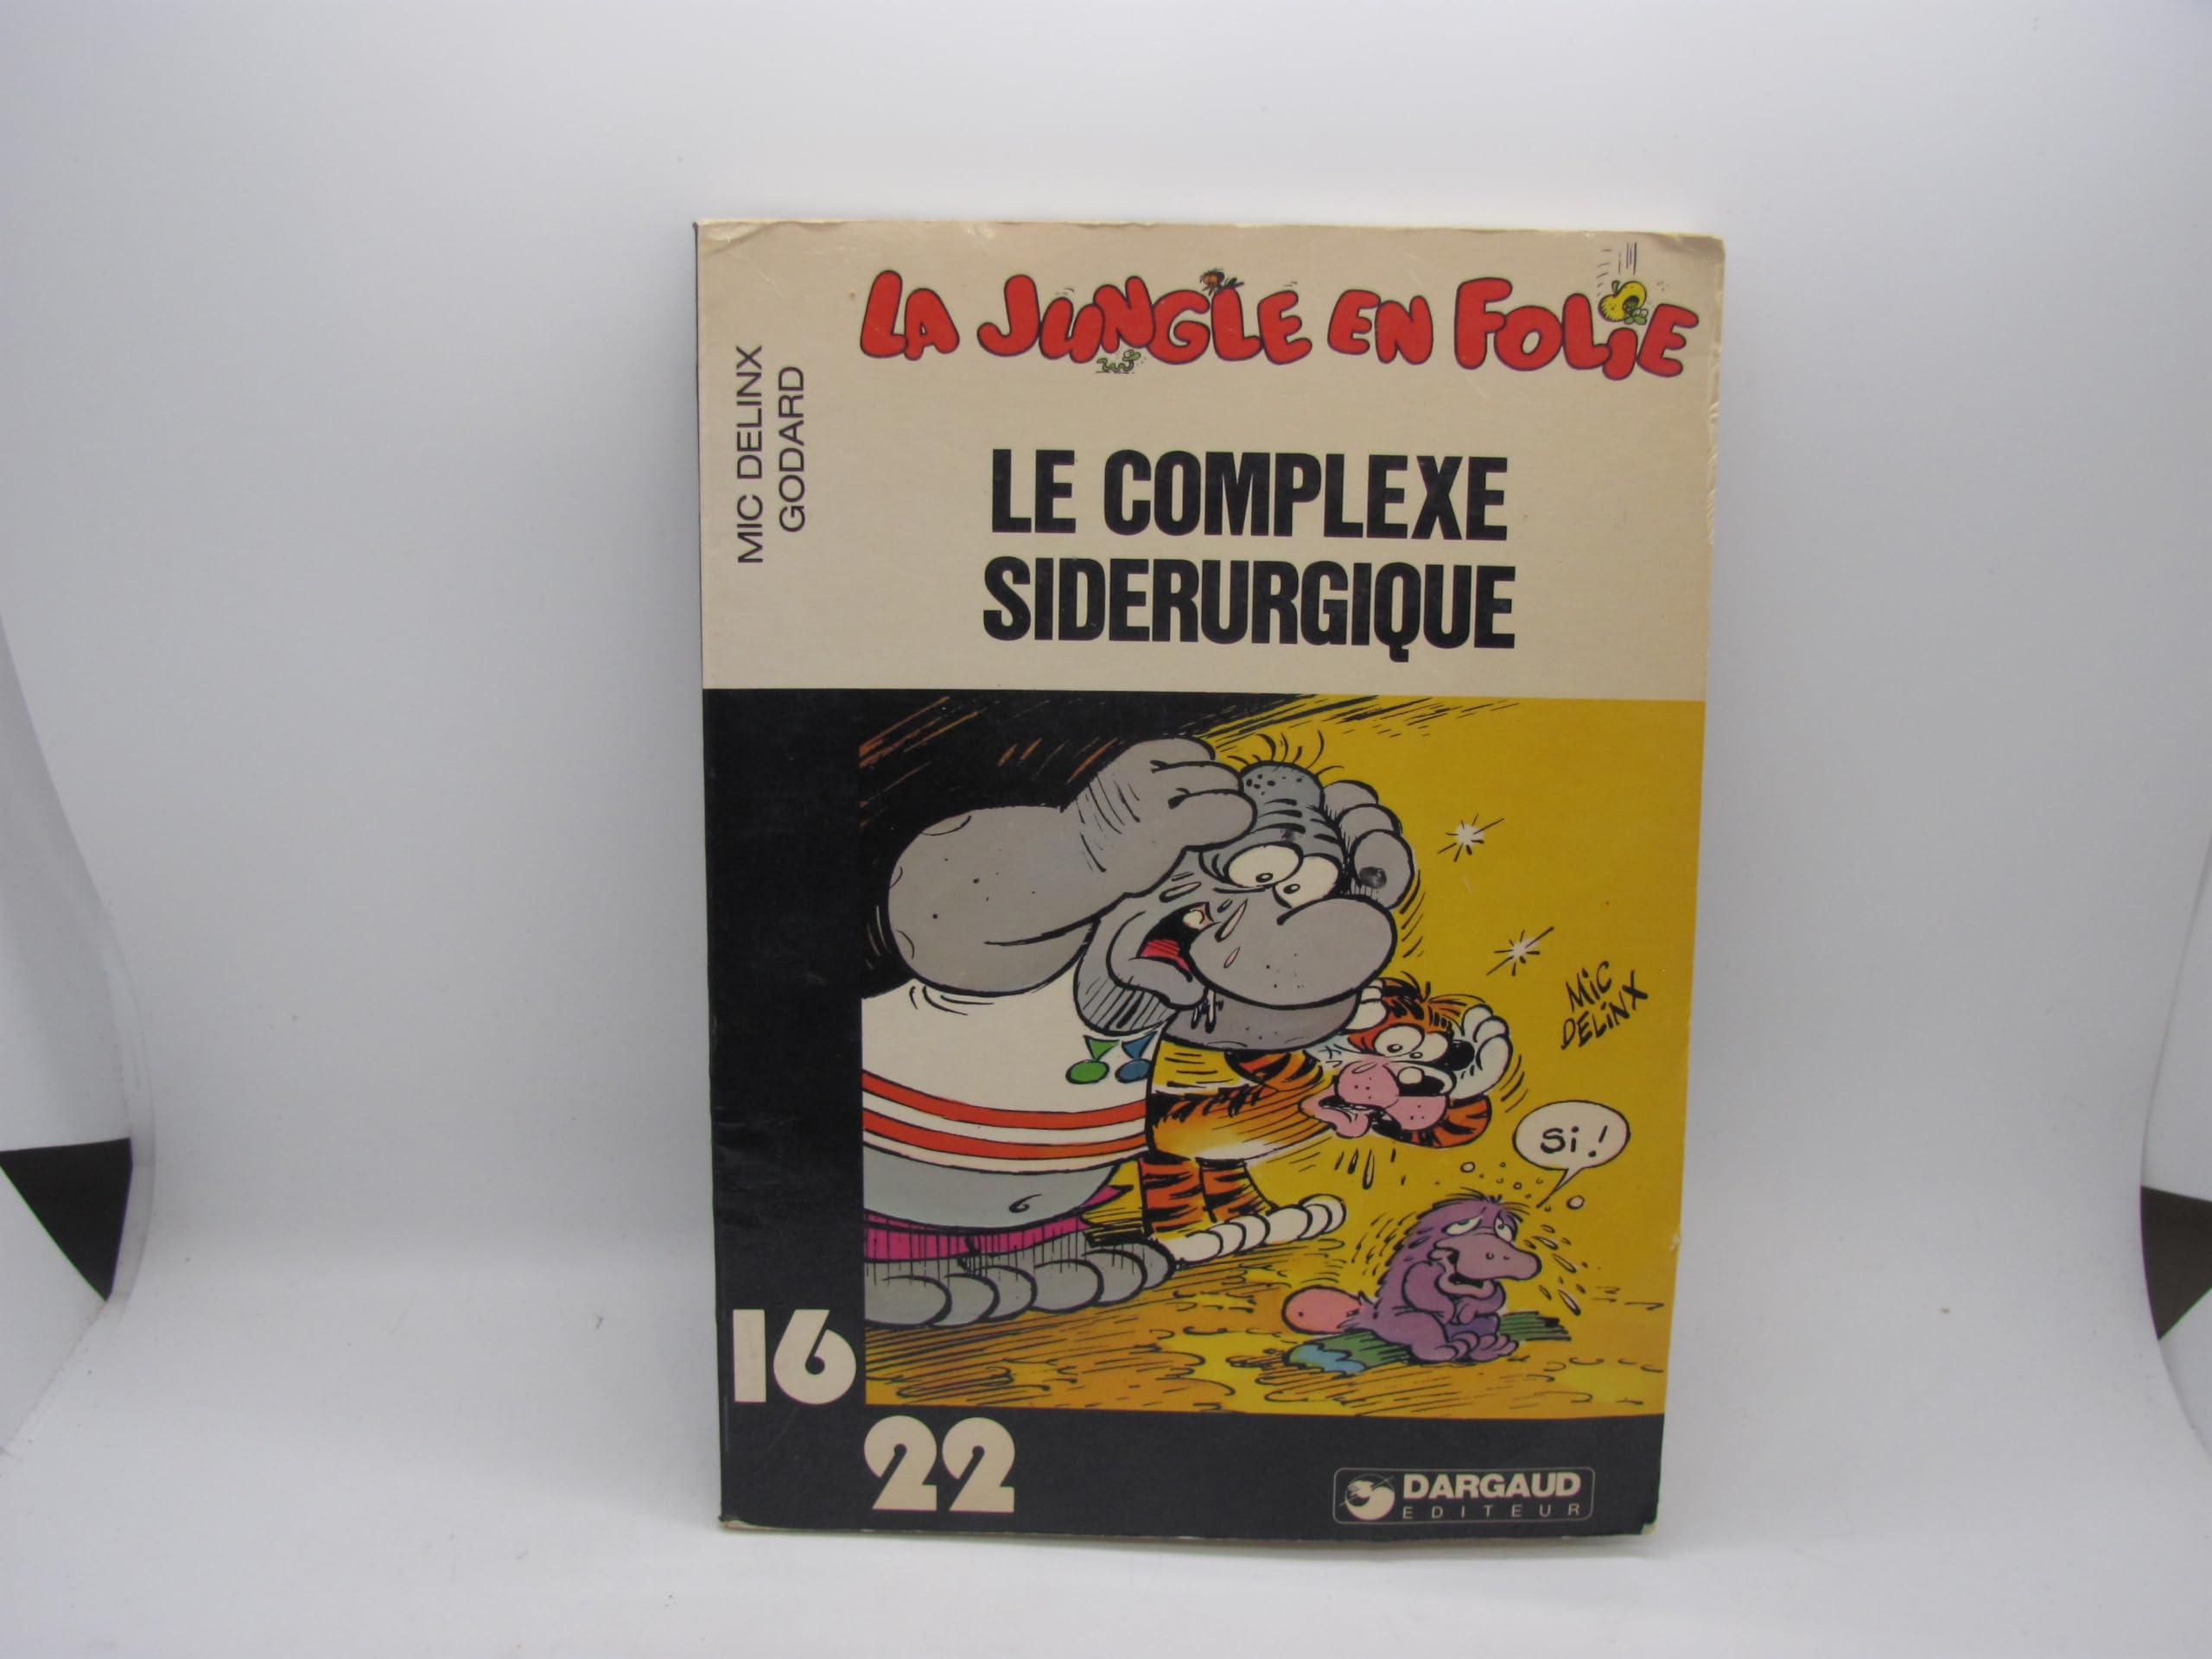 LA JUNGLE EN FOLIE
MIC DELINX
GODARD
LE COMPLEXE
SIDERURGIQUE
MIC
DELINX
Si !
16
22
DARGAUD
EDITEUR